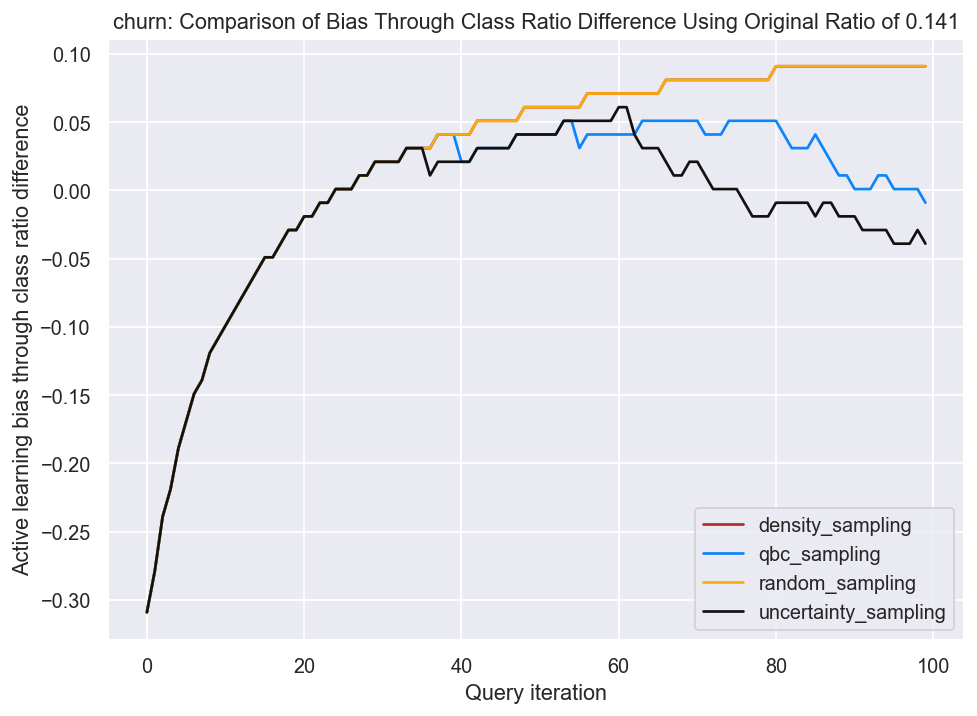 churn: Comparison of Bias Through Class Ratio Difference Using Original Ratio of 0.141
Active learning bias through class ratio difference
0.10
0.05
0.00
−0.05
−0.10
−0.15
−0.20
−0.25
−0.30
density_sampling
qbc_sampling
random_sampling
uncertainty_sampling
0 20 40 60 80 100
Query iteration